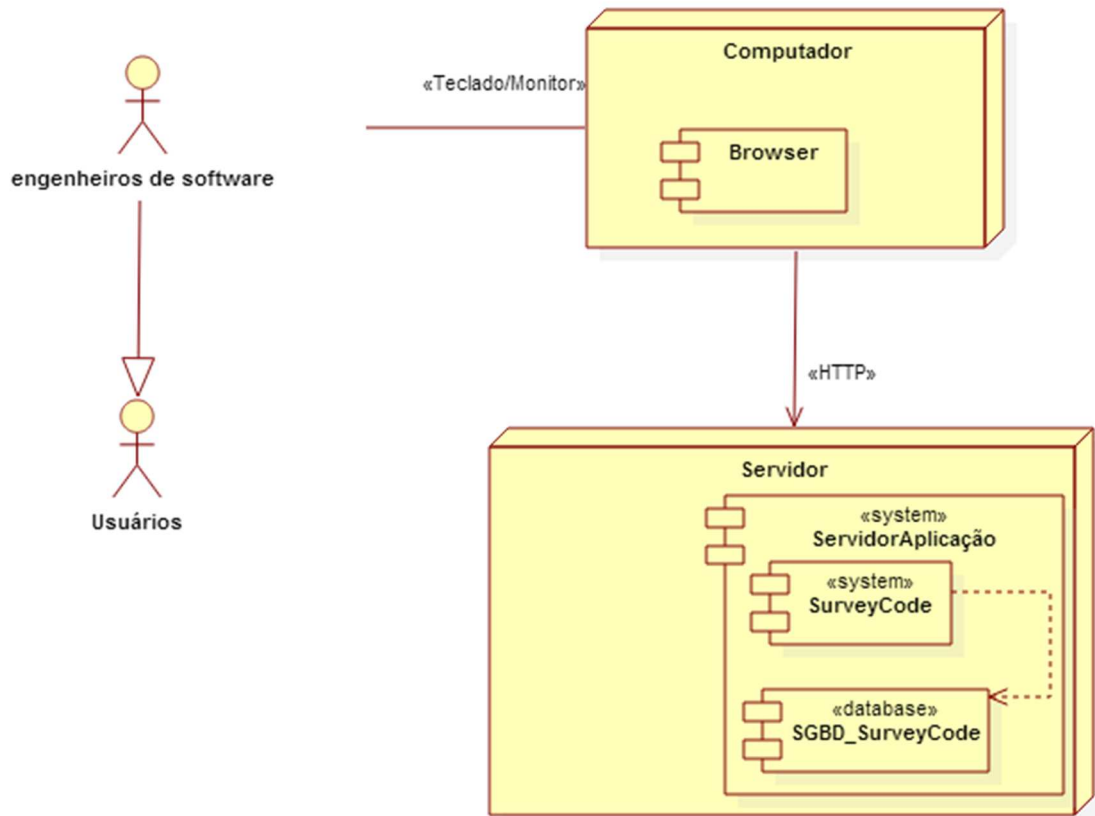 Computador
«Teclado/Monitor»
Browser
engenheiros de software
«HTTP»
Usuários
Servidor
«system»
ServidorAplicação
«system»
SurveyCode
«database»
SGBD_SurveyCode